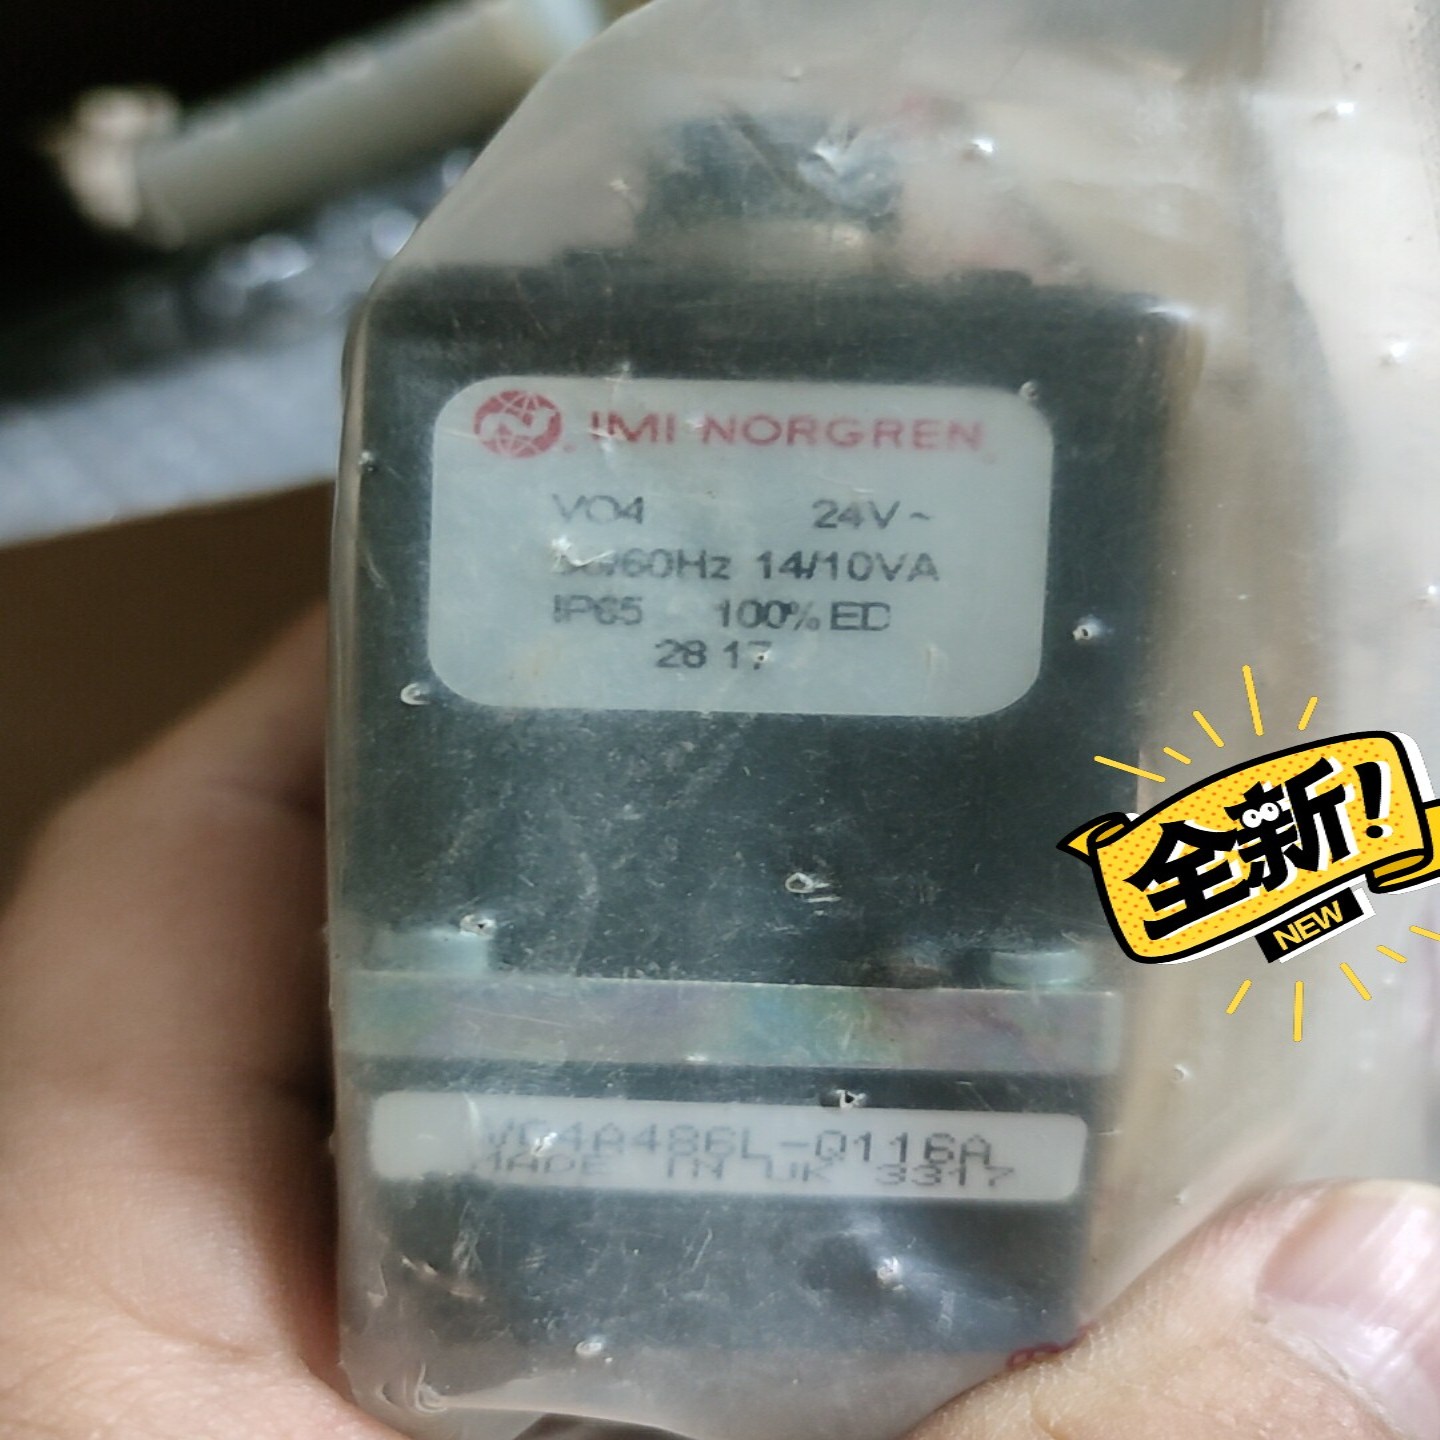 IMI NORGREN
VO4 24V~
50/60Hz 14/10VA
IP65 100% ED
28 17
全新!
NEW
VO4A486L-Q116A
MADE IN UK 3317